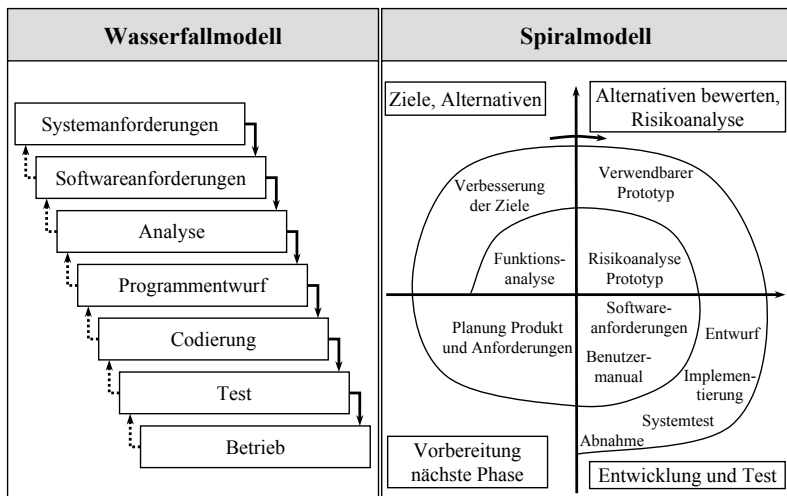 Wasserfallmodell
Systemanforderungen
Softwareanforderungen
Analyse
Programmentwurf
Codierung
Test
Betrieb
Spiralmodell
Ziele, Alternativen
Alternativen bewerten,
Risikoanalyse
Verbesserung
der Ziele
Verwendbarer
Prototyp
Funktions-
analyse
Risikoanalyse
Prototyp
Planung Produkt
und Anforderungen
Software-
anforderungen
Benutzer-
manual
Entwurf
Implemen-
tierung
Systemtest
Abnahme
Vorbereitung
nächste Phase
Entwicklung und Test